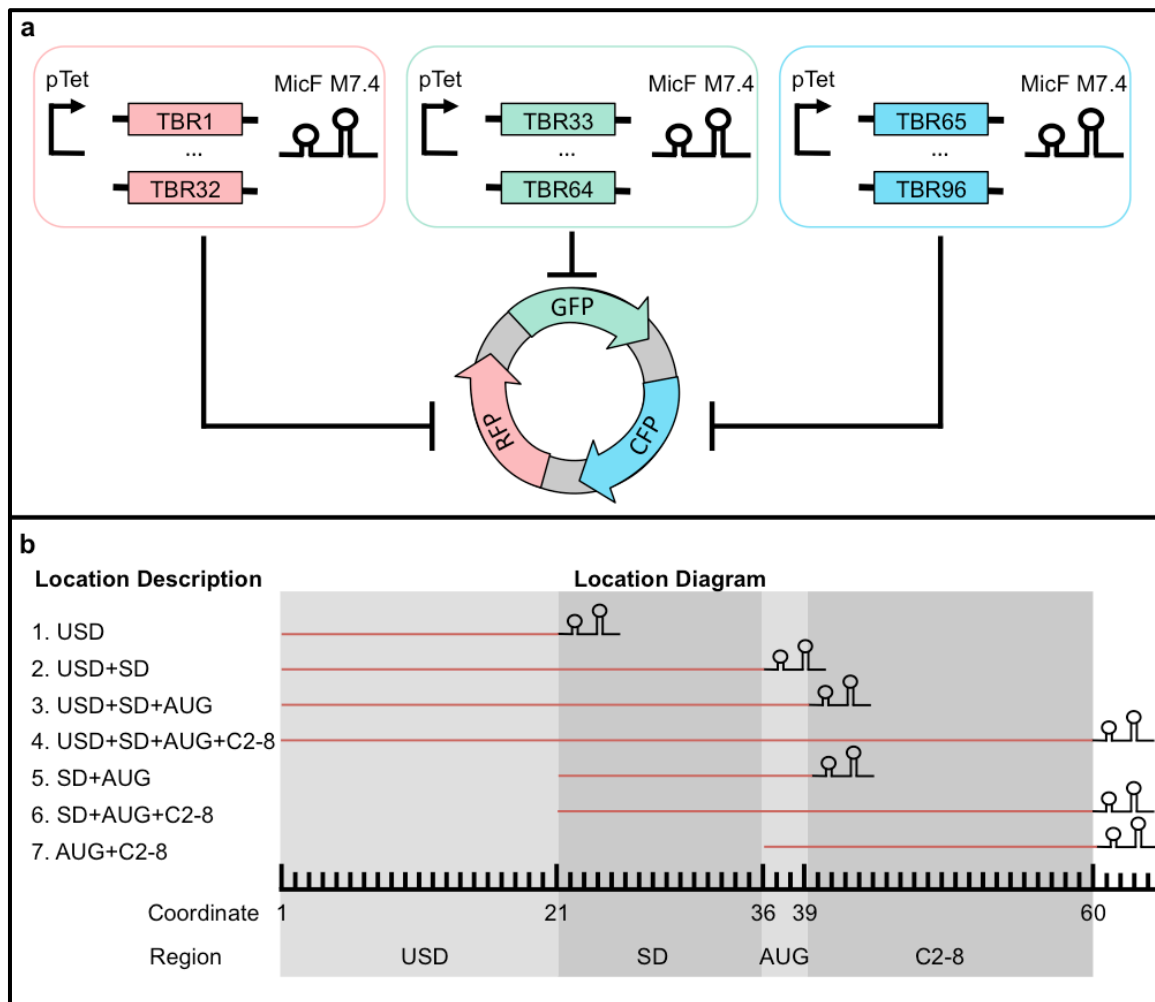 a
pTet MicF M7.4 pTet MicF M7.4 pTet MicF M7.4
TBR1 TBR33 TBR65
... ... ...
TBR32 TBR64 TBR96
GFP
RFP CFP
b
Location Description Location Diagram
1. USD
2. USD+SD
3. USD+SD+AUG
4. USD+SD+AUG+C2-8
5. SD+AUG
6. SD+AUG+C2-8
7. AUG+C2-8
Coordinate 1 21 36 39 60
Region USD SD AUG C2-8